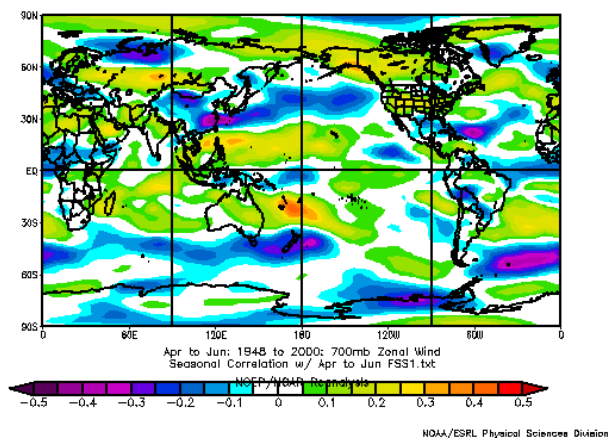 90N
60N
30N
EQ
30S
60S
90S
0 60E 120E 180 120W 60W 0
Apr to Jun: 1948 to 2000: 700mb Zonal Wind
Seasonal Correlation w/ Apr to Jun FSS1.txt
NCEP/NCAR Reanalysis
-0.5 -0.4 -0.3 -0.2 -0.1 0 0.1 0.2 0.3 0.4 0.5
NOAA/ESRL Physical Sciences Division